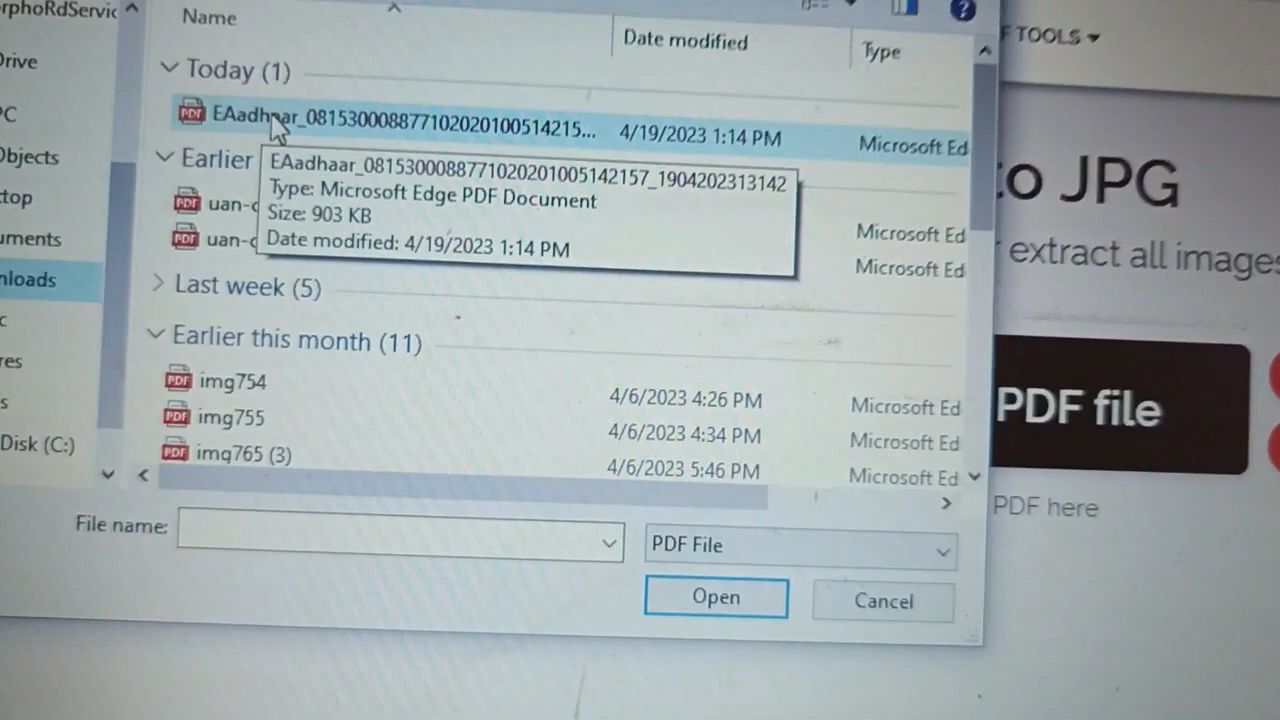 rphoRdServic
Drive
PC
Objects
ktop
uments
nloads
c
res
s
Disk (C:)
Name
Date modified
Type
Today (1)
EAadhaar_081530008877102020100514215... 4/19/2023 1:14 PM Microsoft Ed
Earlier
EAadhaar_0815300088771020201005142157_1904202313142
Type: Microsoft Edge PDF Document
Size: 903 KB
Date modified: 4/19/2023 1:14 PM
uan-c Microsoft Ed
uan-c Microsoft Ed
Last week (5)
Earlier this month (11)
img754 4/6/2023 4:26 PM Microsoft Ed
img755 4/6/2023 4:34 PM Microsoft Ed
img765 (3) 4/6/2023 5:46 PM Microsoft Ed
File name:
PDF File
Open
Cancel
F TOOLS
to JPG
r extract all images
PDF file
PDF here